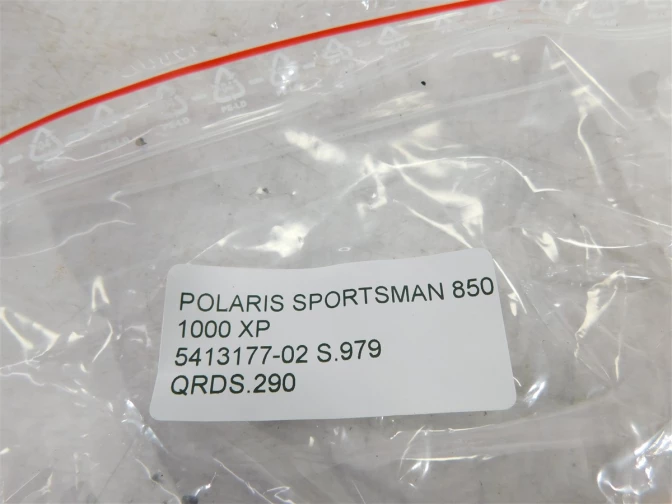 POLARIS SPORTSMAN 850
1000 XP
5413177-02 S.979
QRDS.290